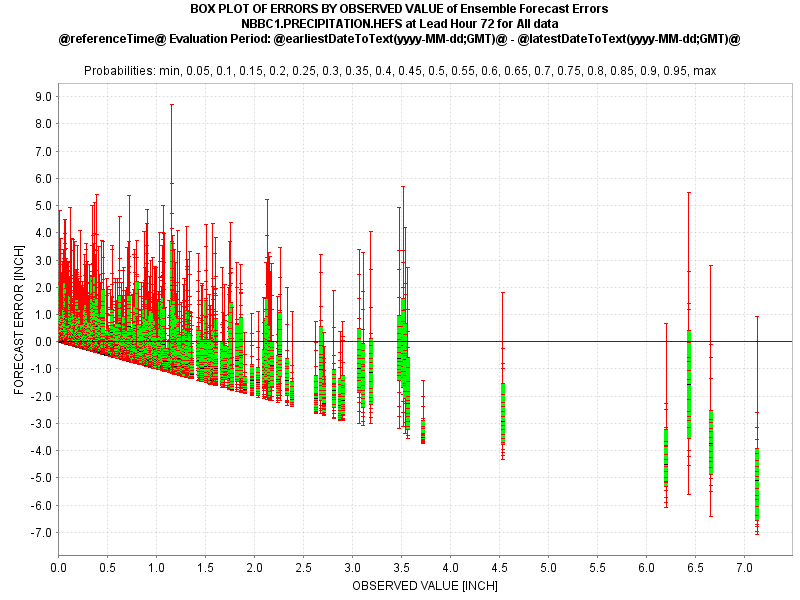 BOX PLOT OF ERRORS BY OBSERVED VALUE of Ensemble Forecast Errors
NBBC1.PRECIPITATION.HEFS at Lead Hour 72 for All data
@referenceTime@ Evaluation Period: @earliestDateToText(yyyy-MM-dd;GMT)@ - @latestDateToText(yyyy-MM-dd;GMT)@
Probabilities: min, 0.05, 0.1, 0.15, 0.2, 0.25, 0.3, 0.35, 0.4, 0.45, 0.5, 0.55, 0.6, 0.65, 0.7, 0.75, 0.8, 0.85, 0.9, 0.95, max
FORECAST ERROR [INCH]
9.0
8.0
7.0
6.0
5.0
4.0
3.0
2.0
1.0
0.0
-1.0
-2.0
-3.0
-4.0
-5.0
-6.0
-7.0
0.0 0.5 1.0 1.5 2.0 2.5 3.0 3.5 4.0 4.5 5.0 5.5 6.0 6.5 7.0
OBSERVED VALUE [INCH]